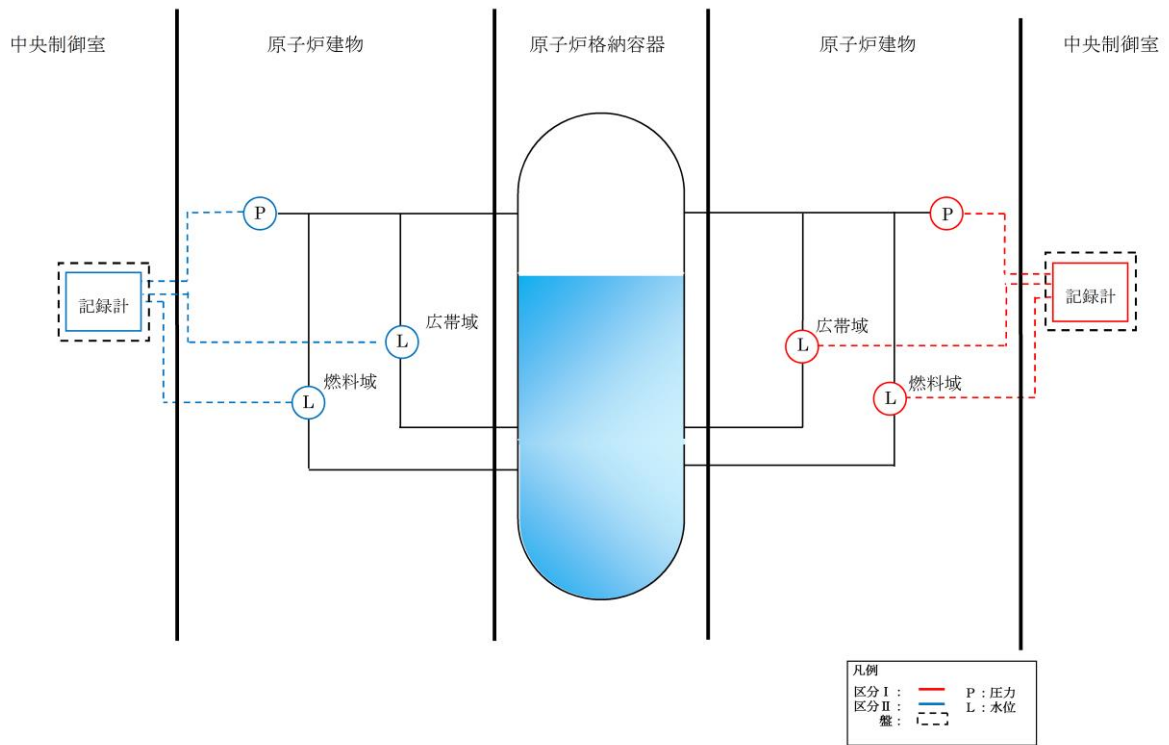 中央制御室
原子炉建物
原子炉格納容器
原子炉建物
中央制御室
P
P
記録計
記録計
広帯域
L
広帯域
L
燃料域
L
燃料域
L
凡例
区分Ⅰ: P:圧力
区分Ⅱ: L:水位
盤: